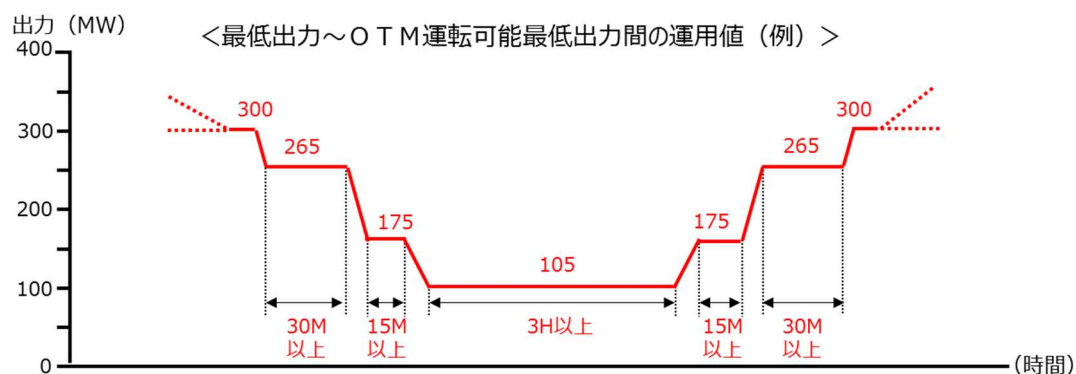 出力（MW）
＜最低出力～ＯＴＭ運転可能最低出力間の運用値（例）＞
400
300
200
100
0
300
265
175
105
175
265
300
30M
以上
15M
以上
3H以上
15M
以上
30M
以上
（時間）